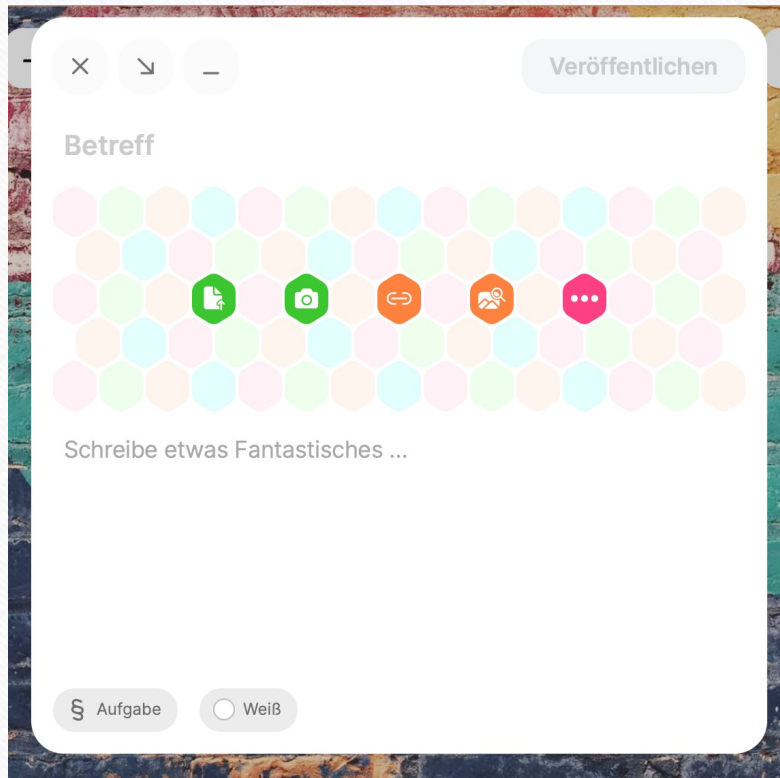 Veröffentlichen
Betreff
Schreibe etwas Fantastisches ...
§ Aufgabe
Weiß